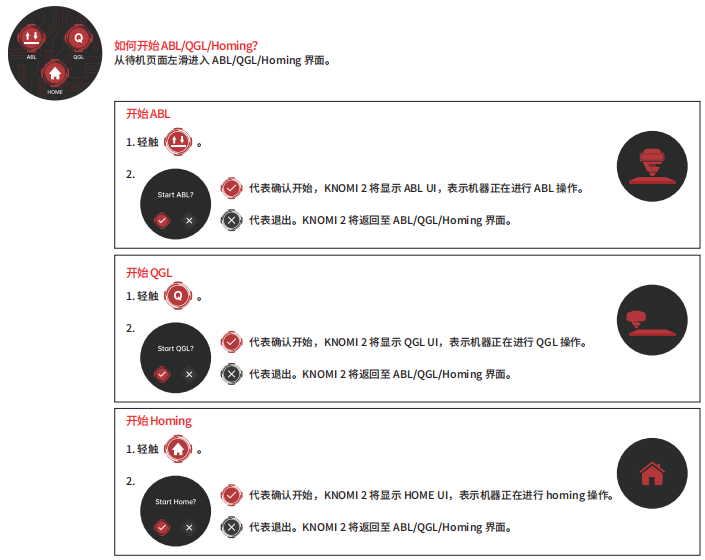 ABL
QGL
HOME
如何开始 ABL/QGL/Homing?
从待机页面左滑进入 ABL/QGL/Homing 界面。
开始 ABL
1. 轻触 。
2.
Start ABL?
代表确认开始，KNOMI 2 将显示 ABL UI，表示机器正在进行 ABL 操作。
代表退出。KNOMI 2 将返回至 ABL/QGL/Homing 界面。
开始 QGL
1. 轻触 Q 。
2.
Start QGL?
代表确认开始，KNOMI 2 将显示 QGL UI，表示机器正在进行 QGL 操作。
代表退出。KNOMI 2 将返回至 ABL/QGL/Homing 界面。
开始 Homing
1. 轻触 。
2.
Start Home?
代表确认开始，KNOMI 2 将显示 HOME UI，表示机器正在进行 homing 操作。
代表退出。KNOMI 2 将返回至 ABL/QGL/Homing 界面。